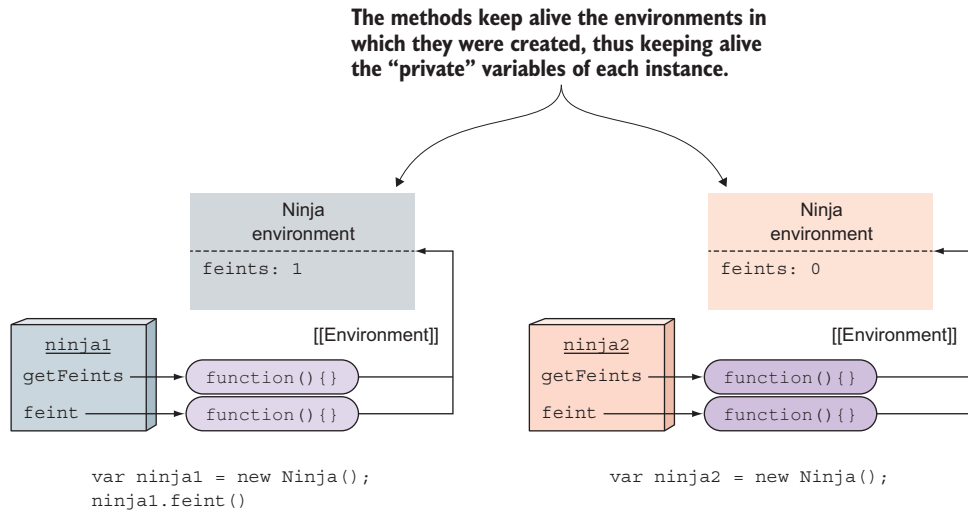 The methods keep alive the environments in
which they were created, thus keeping alive
the “private” variables of each instance.
Ninja
environment
feints: 1
[[Environment]]
ninja1
getFeints
function(){}
feint
function(){}
var ninja1 = new Ninja();
ninja1.feint()
Ninja
environment
feints: 0
[[Environment]]
ninja2
getFeints
function(){}
feint
function(){}
var ninja2 = new Ninja();